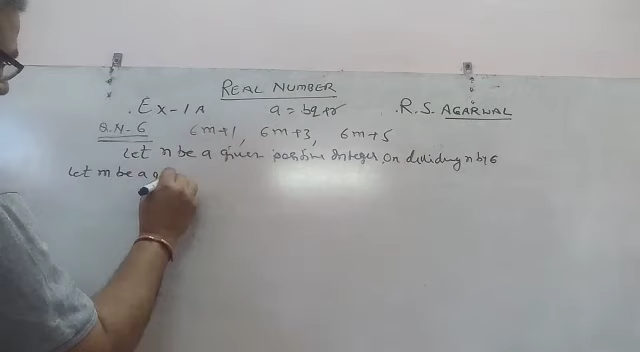 REAL NUMBER
. Ex-1A a = bq+r . R.S. AGARWAL
Q.N-6 6m+1, 6m+3, 6m+5
Let n be a given positive Integer, On dividing n by 6
Let m be a g